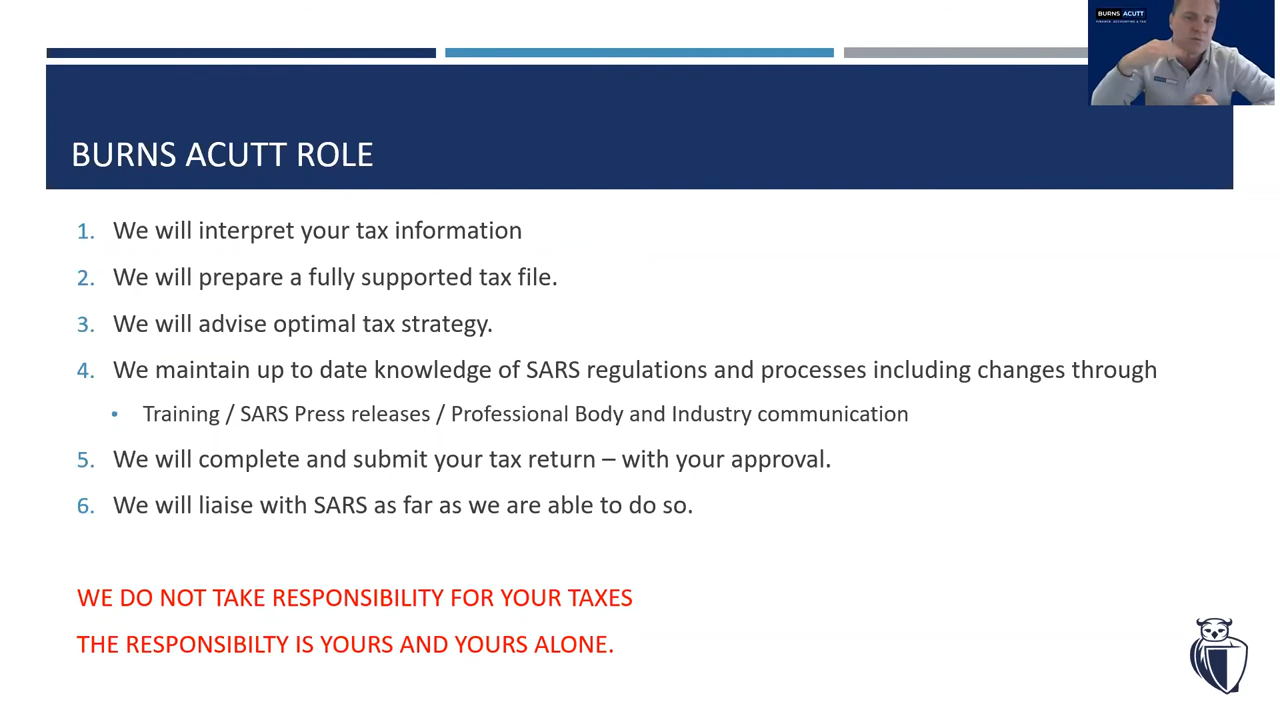 BURNS ACUTT
FINANCE, ACCOUNTING & TAX
BURNS ACUTT ROLE
1. We will interpret your tax information
2. We will prepare a fully supported tax file.
3. We will advise optimal tax strategy.
4. We maintain up to date knowledge of SARS regulations and processes including changes through
• Training / SARS Press releases / Professional Body and Industry communication
5. We will complete and submit your tax return – with your approval.
6. We will liaise with SARS as far as we are able to do so.
WE DO NOT TAKE RESPONSIBILITY FOR YOUR TAXES
THE RESPONSIBILTY IS YOURS AND YOURS ALONE.